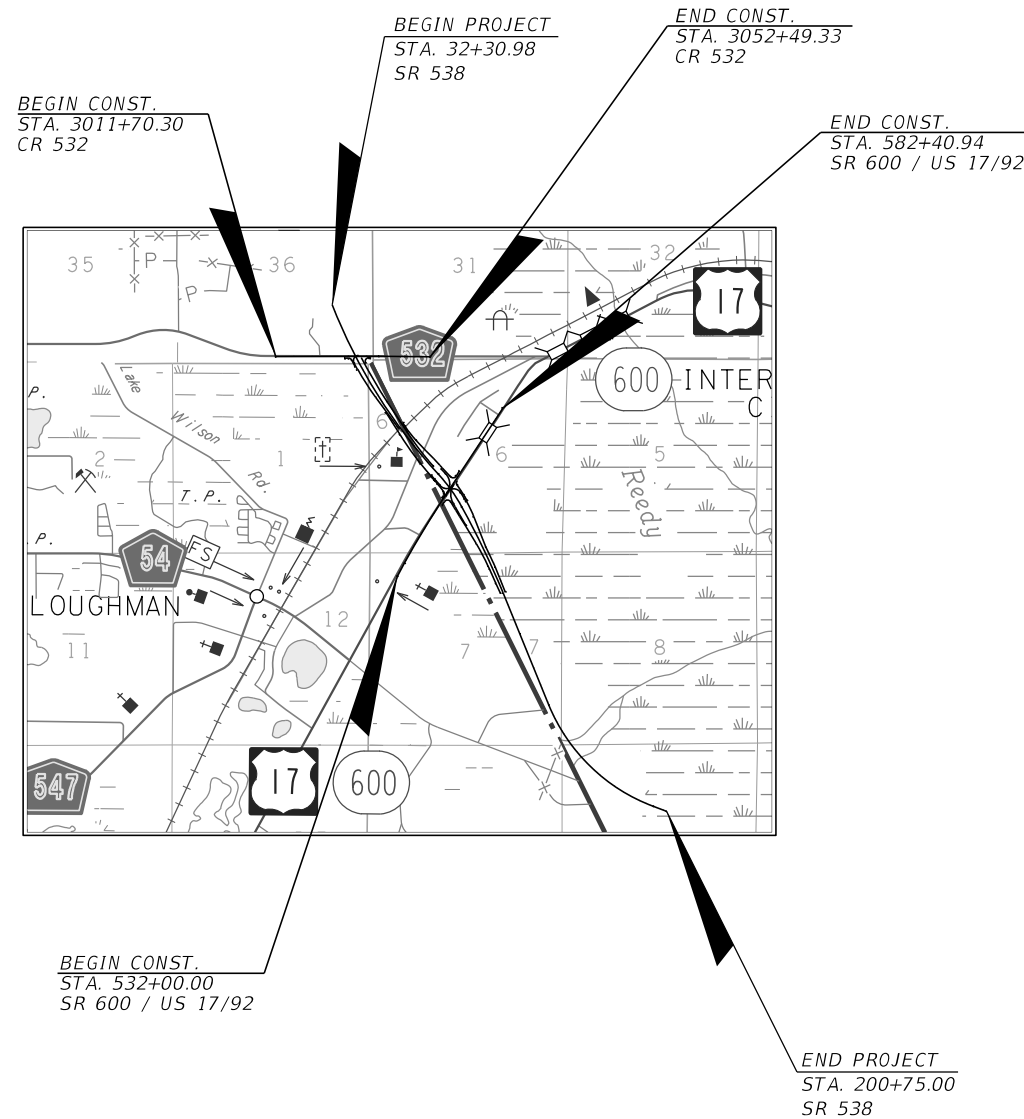 BEGIN PROJECT
STA. 32+30.98
SR 538
END CONST.
STA. 3052+49.33
CR 532
BEGIN CONST.
STA. 3011+70.30
CR 532
END CONST.
STA. 582+40.94
SR 600 / US 17/92
35
P
P
36
31
32
17
532
600
INTER
C
P.
Lake
Wilson
Rd.
2
1
6
6
5
T.P.
Reedy
P.
54
FS
LOUGHMAN
11
12
7
7
8
547
17
600
BEGIN CONST.
STA. 532+00.00
SR 600 / US 17/92
END PROJECT
STA. 200+75.00
SR 538